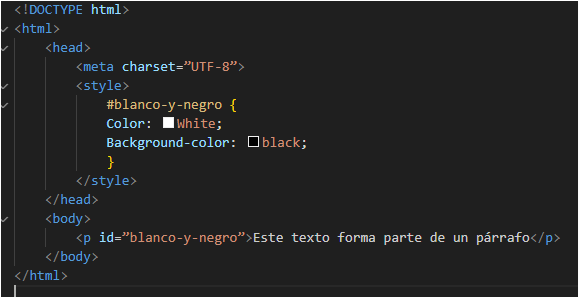 <!DOCTYPE html>
<html>
<head>
<meta charset=”UTF-8”>
<style>
#blanco-y-negro {
Color: White;
Background-color: black;
}
</style>
</head>
<body>
<p id=”blanco-y-negro”>Este texto forma parte de un párrafo</p>
</body>
</html>